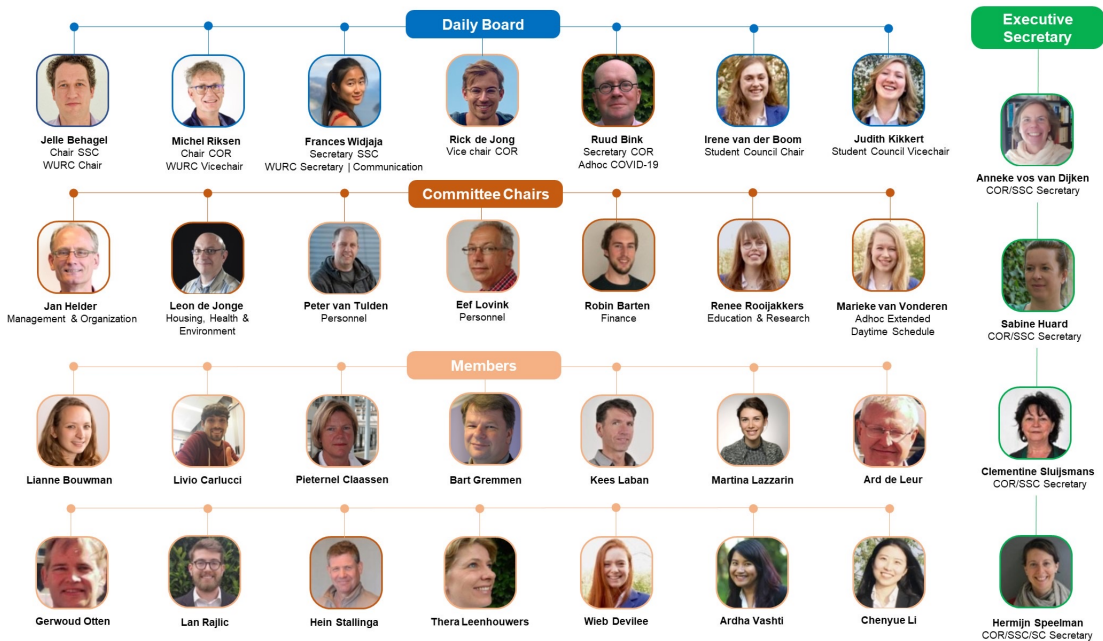 Daily Board
Executive
Secretary
Jelle Behagel
Chair SSC
WURC Chair
Michel Riksen
Chair COR
WURC Vicechair
Frances Widjaja
Secretary SSC
WURC Secretary | Communication
Rick de Jong
Vice chair COR
Ruud Bink
Secretary COR
Adhoc COVID-19
Irene van der Boom
Student Council Chair
Judith Kikkert
Student Council Vicechair
Anneke vos van Dijken
COR/SSC Secretary
Committee Chairs
Jan Helder
Management & Organization
Leon de Jonge
Housing, Health &
Environment
Peter van Tulden
Personnel
Eef Lovink
Personnel
Robin Barten
Finance
Renee Rooijakkers
Education & Research
Marieke van Vonderen
Adhoc Extended
Daytime Schedule
Sabine Huard
COR/SSC Secretary
Members
Lianne Bouwman
Livio Carlucci
Pieternel Claassen
Bart Gremmen
Kees Laban
Martina Lazzarin
Ard de Leur
Clementine Sluijsmans
COR/SSC Secretary
Gerwoud Otten
Lan Rajlic
Hein Stallinga
Thera Leenhouwers
Wieb Devilee
Ardha Vashti
Chenyue Li
Hermijn Speelman
COR/SSC/SC Secretary